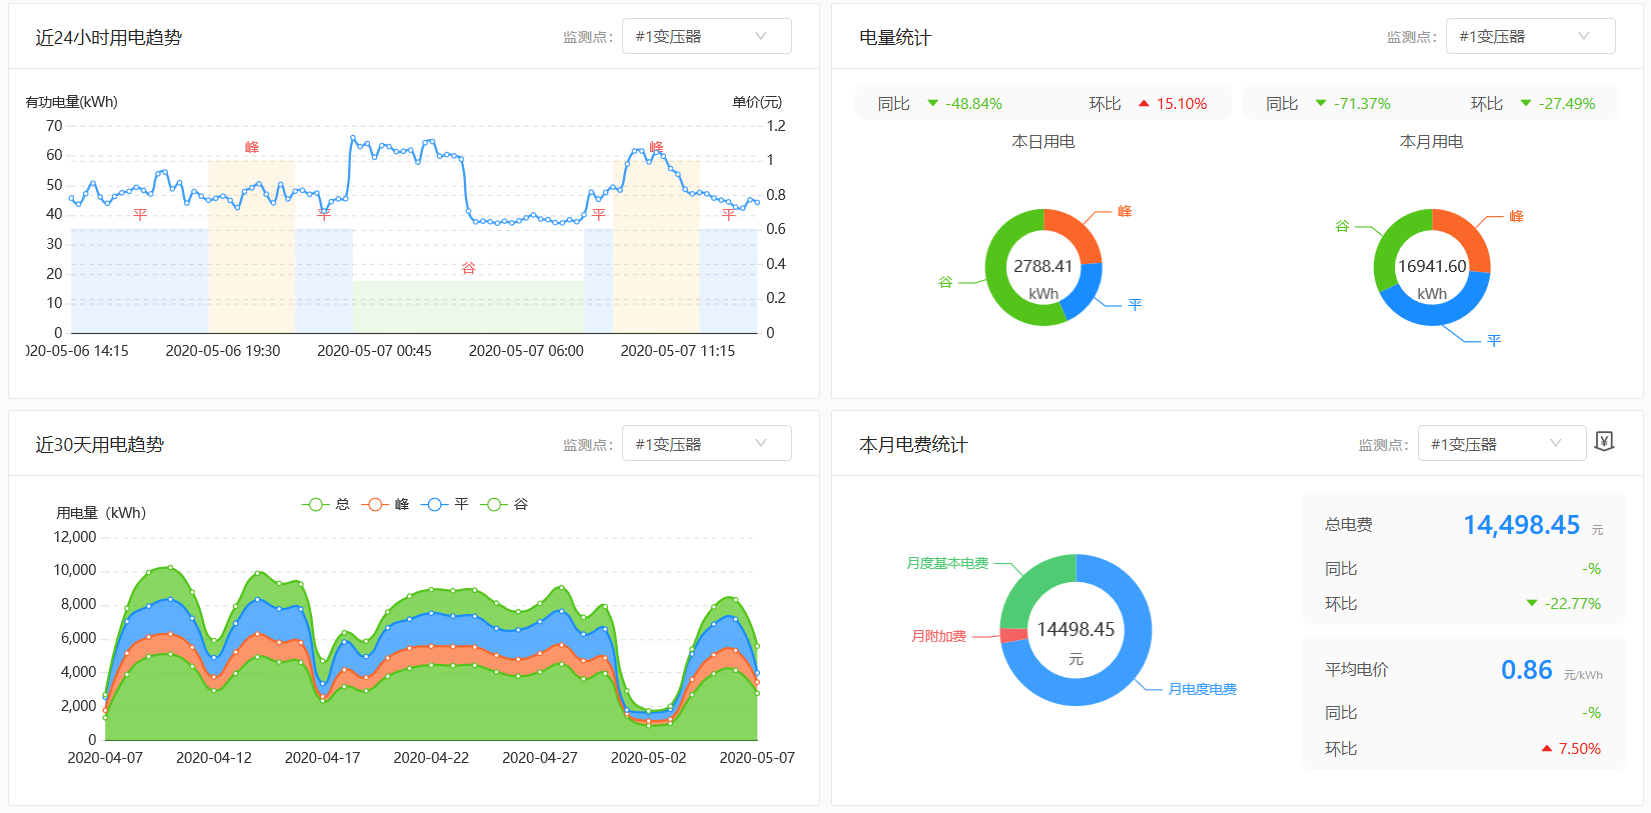 近24小时用电趋势
监测点：
#1变压器
有功电量(kWh)
单价(元)
70
60
50
40
30
20
10
0
1.2
1
0.8
0.6
0.4
0.2
0
平
峰
平
谷
平
峰
平
020-05-06 14:15
2020-05-06 19:30
2020-05-07 00:45
2020-05-07 06:00
2020-05-07 11:15
电量统计
监测点：
#1变压器
同比 -48.84%
环比 15.10%
同比 -71.37%
环比 -27.49%
本日用电
峰
谷
平
2788.41
kWh
本月用电
谷
峰
平
16941.60
kWh
近30天用电趋势
监测点：
#1变压器
用电量（kWh）
总 峰 平 谷
12,000
10,000
8,000
6,000
4,000
2,000
0
2020-04-07
2020-04-12
2020-04-17
2020-04-22
2020-04-27
2020-05-02
2020-05-07
本月电费统计
监测点：
#1变压器
¥
月度基本电费
月附加费
月电度电费
14498.45
元
总电费 14,498.45 元
同比 -%
环比 -22.77%
平均电价 0.86 元/kWh
同比 -%
环比 7.50%